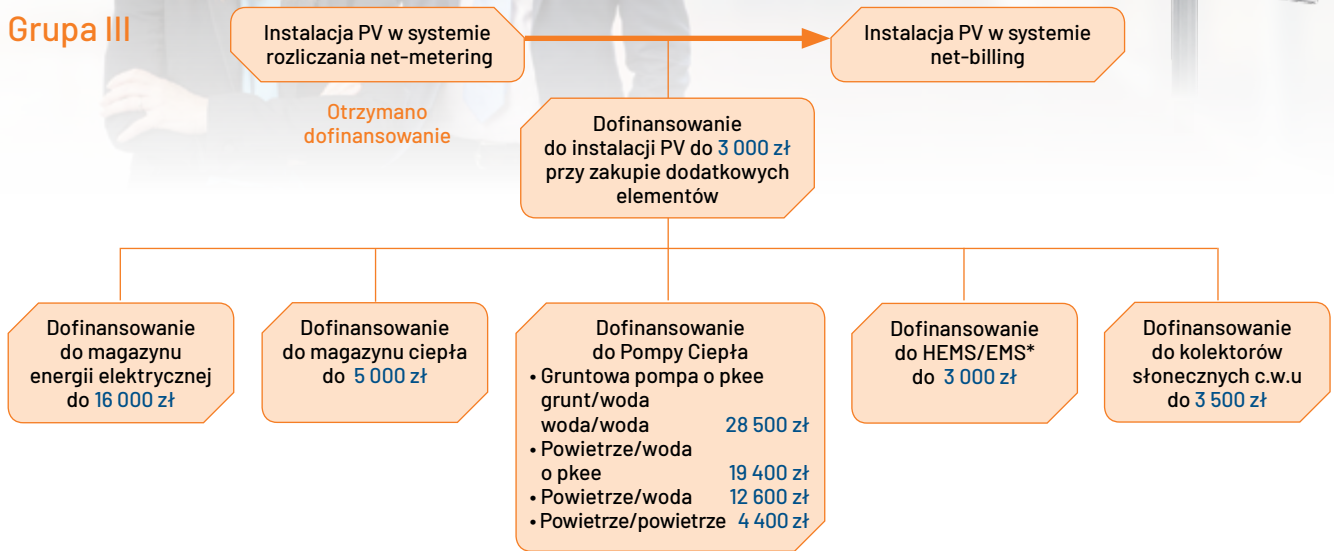 Grupa III
Instalacja PV w systemie
rozliczania net-metering
Instalacja PV w systemie
net-billing
Otrzymano
dofinansowanie
Dofinansowanie
do instalacji PV do 3 000 zł
przy zakupie dodatkowych
elementów
Dofinansowanie
do magazynu
energii elektrycznej
do 16 000 zł
Dofinansowanie
do magazynu ciepła
do 5 000 zł
Dofinansowanie
do Pompy Ciepła
• Gruntowa pompa o pkee
grunt/woda
woda/woda 28 500 zł
• Powietrze/woda
o pkee 19 400 zł
• Powietrze/woda 12 600 zł
• Powietrze/powietrze 4 400 zł
Dofinansowanie
do HEMS/EMS*
do 3 000 zł
Dofinansowanie
do kolektorów
słonecznych c.w.u
do 3 500 zł